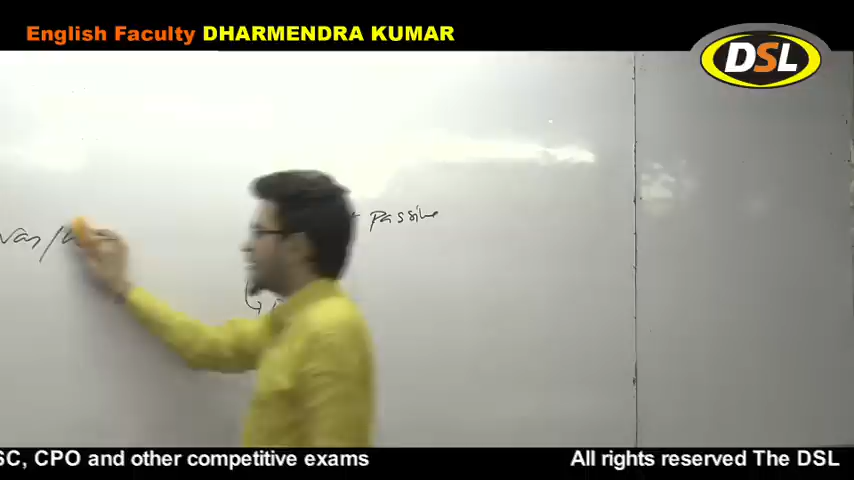 English Faculty DHARMENDRA KUMAR
DSL
passive
SC, CPO and other competitive exams
All rights reserved The DSL